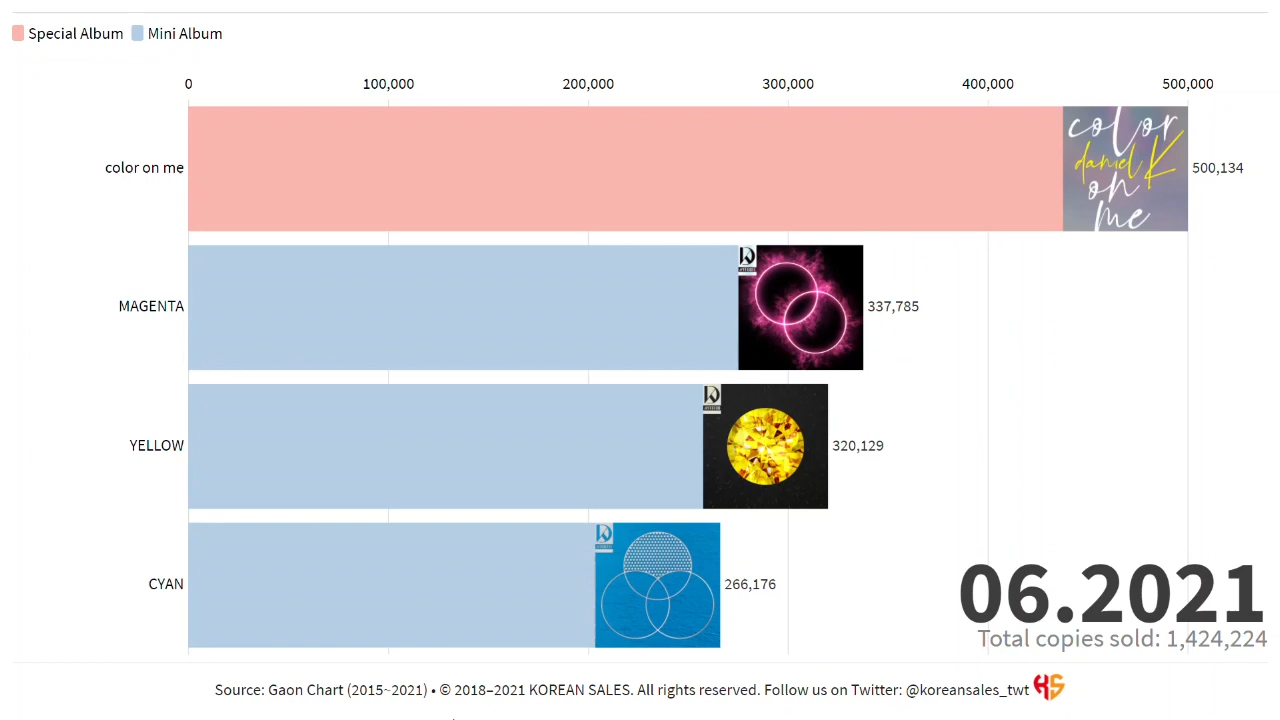 Special Album Mini Album
0 100,000 200,000 300,000 400,000 500,000
color on me
color
daniel K
on
me
500,134
MAGENTA
337,785
YELLOW
320,129
CYAN
266,176
06.2021
Total copies sold: 1,424,224
Source: Gaon Chart (2015~2021) • © 2018–2021 KOREAN SALES. All rights reserved. Follow us on Twitter: @koreansales_twt KS